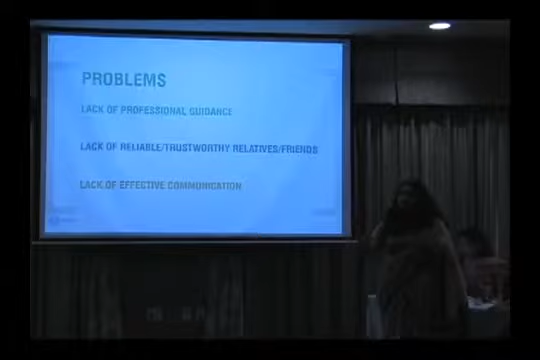 PROBLEMS
LACK OF PROFESSIONAL GUIDANCE
LACK OF RELIABLE/TRUSTWORTHY RELATIVES/FRIENDS
LACK OF EFFECTIVE COMMUNICATION